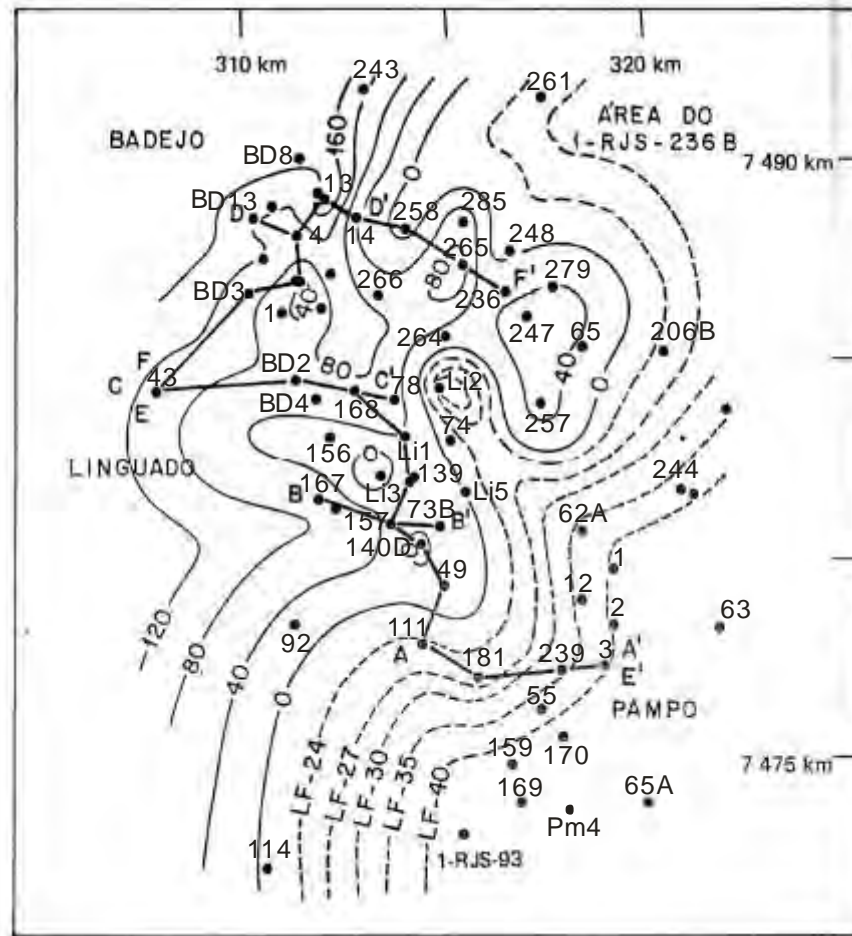 310 km
320 km
243
261
ÁREA DO
1-RJS-236B
BADEJO
160
0
7 490 km
BD8
13
BD13
D
D'
285
4
14
258
248
265
80
F'
279
BD3
266
236
40
1
247
65
206B
264
40
0
F
BD2
80
C'
C
43
78
Li2
E
BD4
168
257
74
156
Li1
LINGUADO
0
139
244
B
167
Li3
Li5
157
73B
B'
62A
140D
49
1
12
2
63
-120
92
111
A
239
3
A'
80
181
E'
40
55
PAMPO
0
LF-24
LF-27
LF-30
LF-35
LF-40
159
170
7 475 km
169
65A
Pm4
114
1-RJS-93